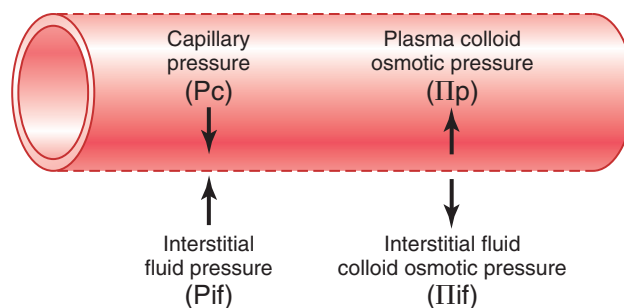 Capillary
pressure
(Pc)
Plasma colloid
osmotic pressure
(Πp)
Interstitial
fluid pressure
(Pif)
Interstitial fluid
colloid osmotic pressure
(Πif)